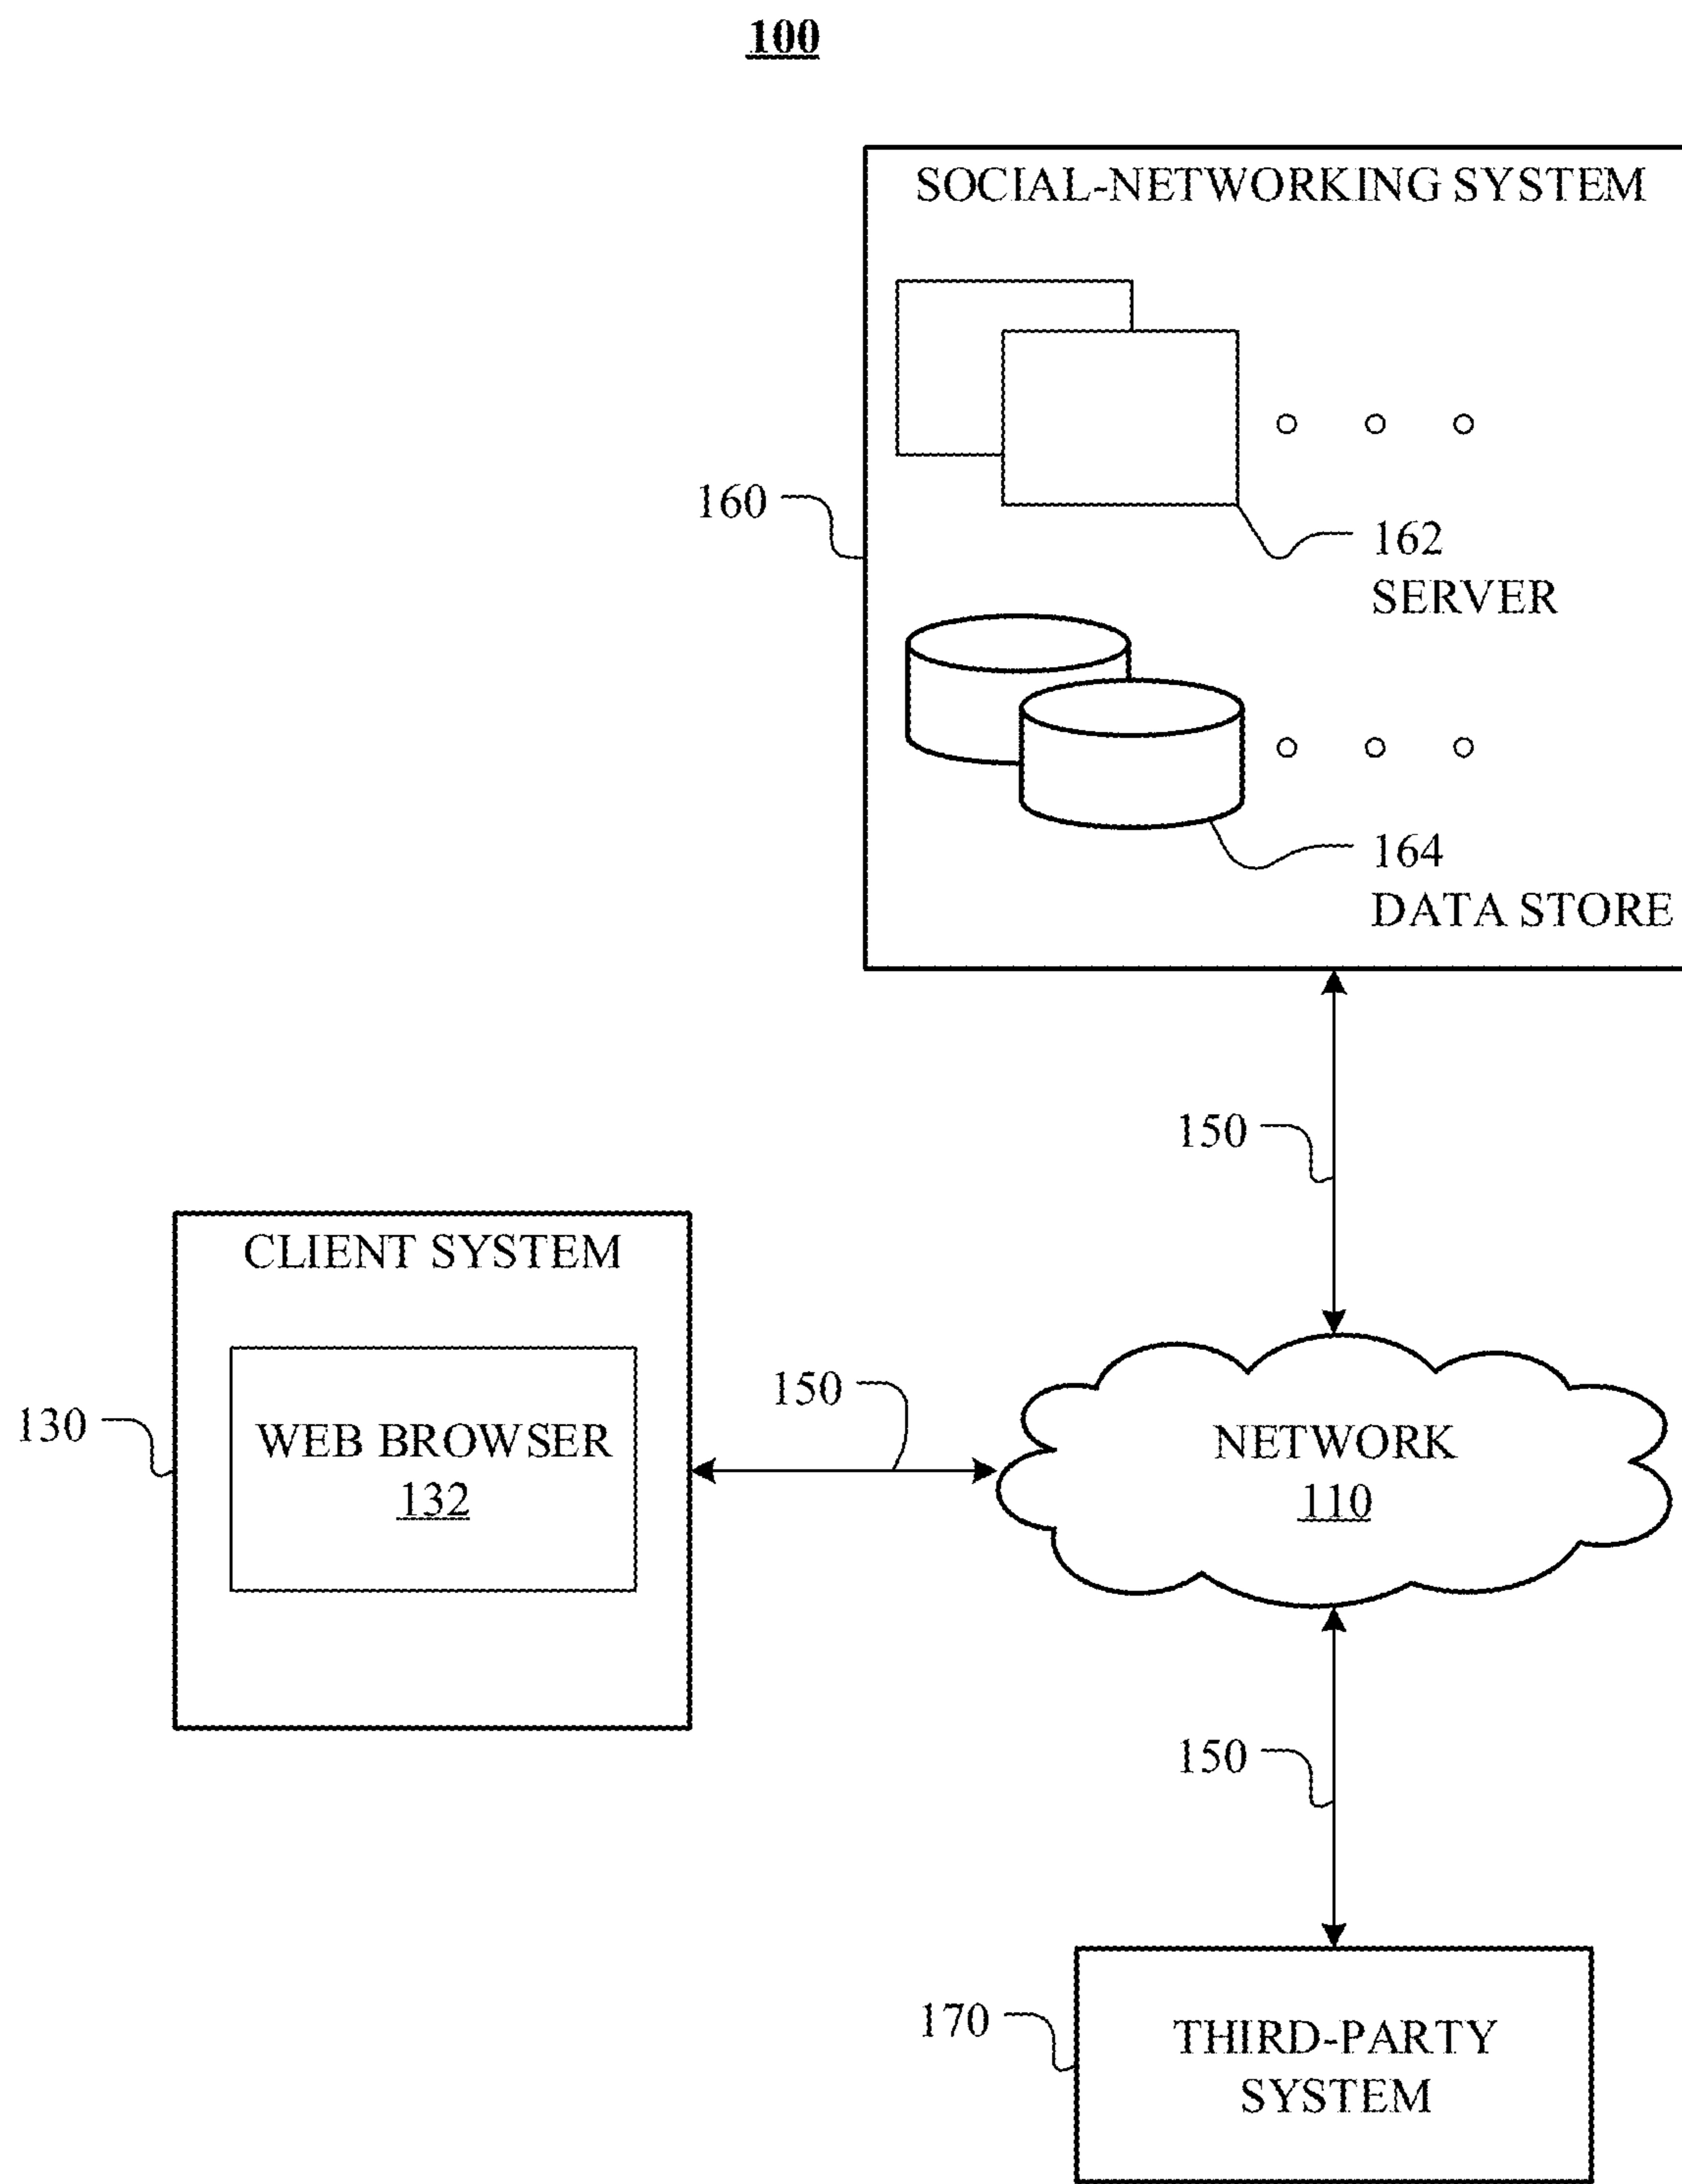 100
SOCIAL-NETWORKING SYSTEM
160
162
SERVER
164
DATA STORE
150
CLIENT SYSTEM
130
WEB BROWSER
132
150
NETWORK
110
150
170
THIRD-PARTY
SYSTEM